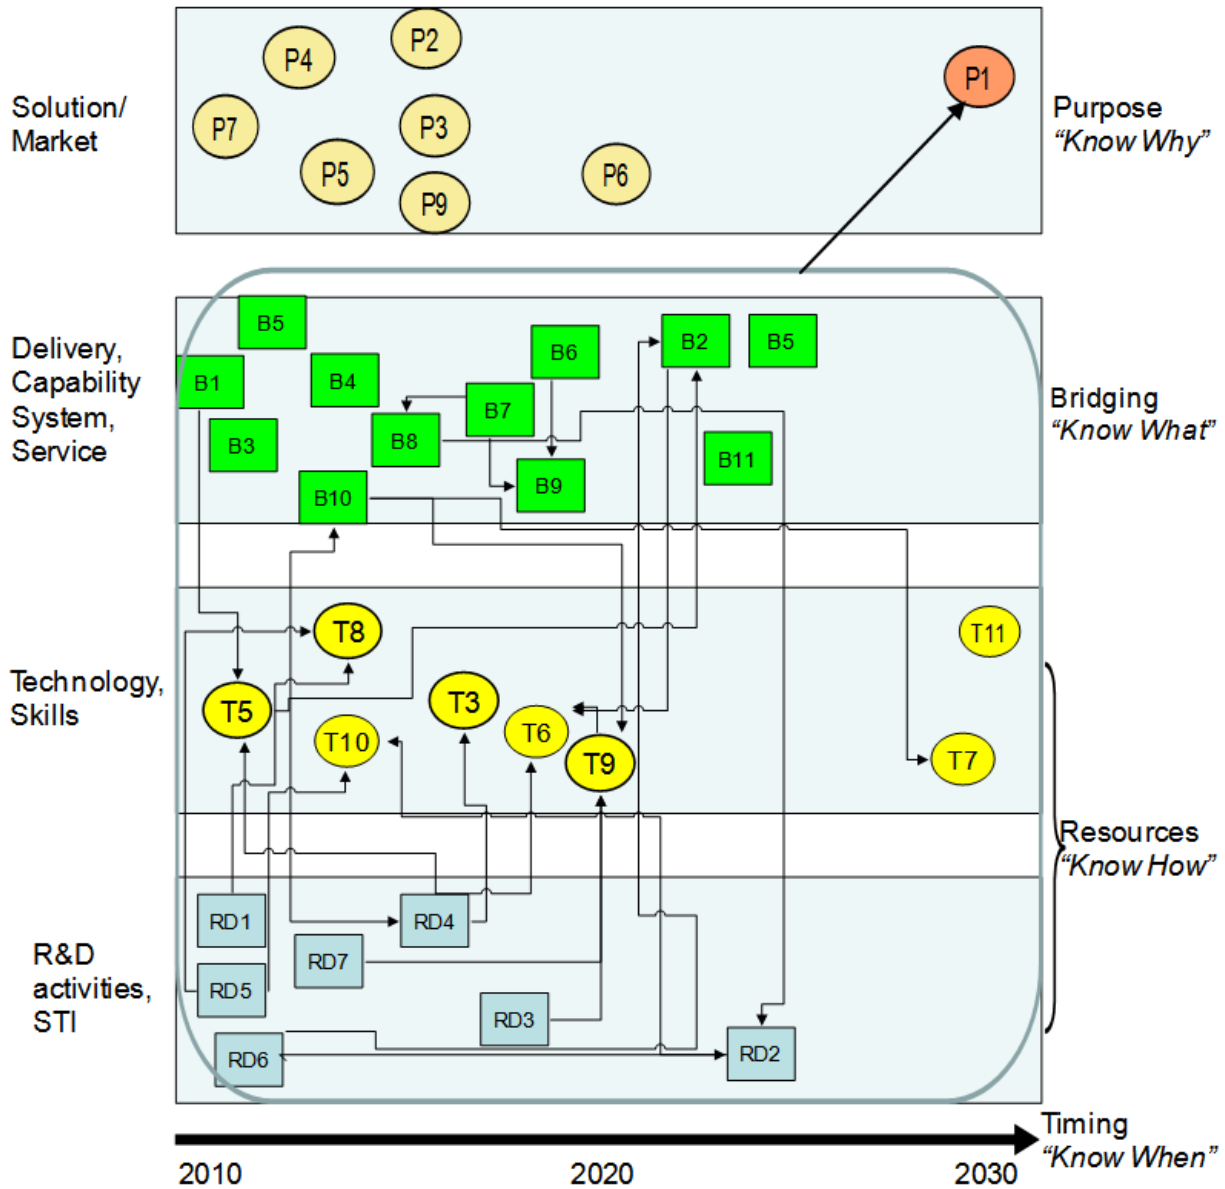 P2
P4
P1
Solution/
Market
P7
P3
Purpose
“Know Why”
P5
P6
P9
B5
B2
B5
Delivery,
Capability
System,
Service
B6
B1
B4
B7
Bridging
“Know What”
B3
B8
B11
B9
B10
T8
T11
Technology,
Skills
T5
T3
T10
T6
T9
T7
Resources
“Know How”
RD1
RD4
R&D
activities,
STI
RD7
RD5
RD3
RD6
RD2
Timing
“Know When”
2010
2020
2030